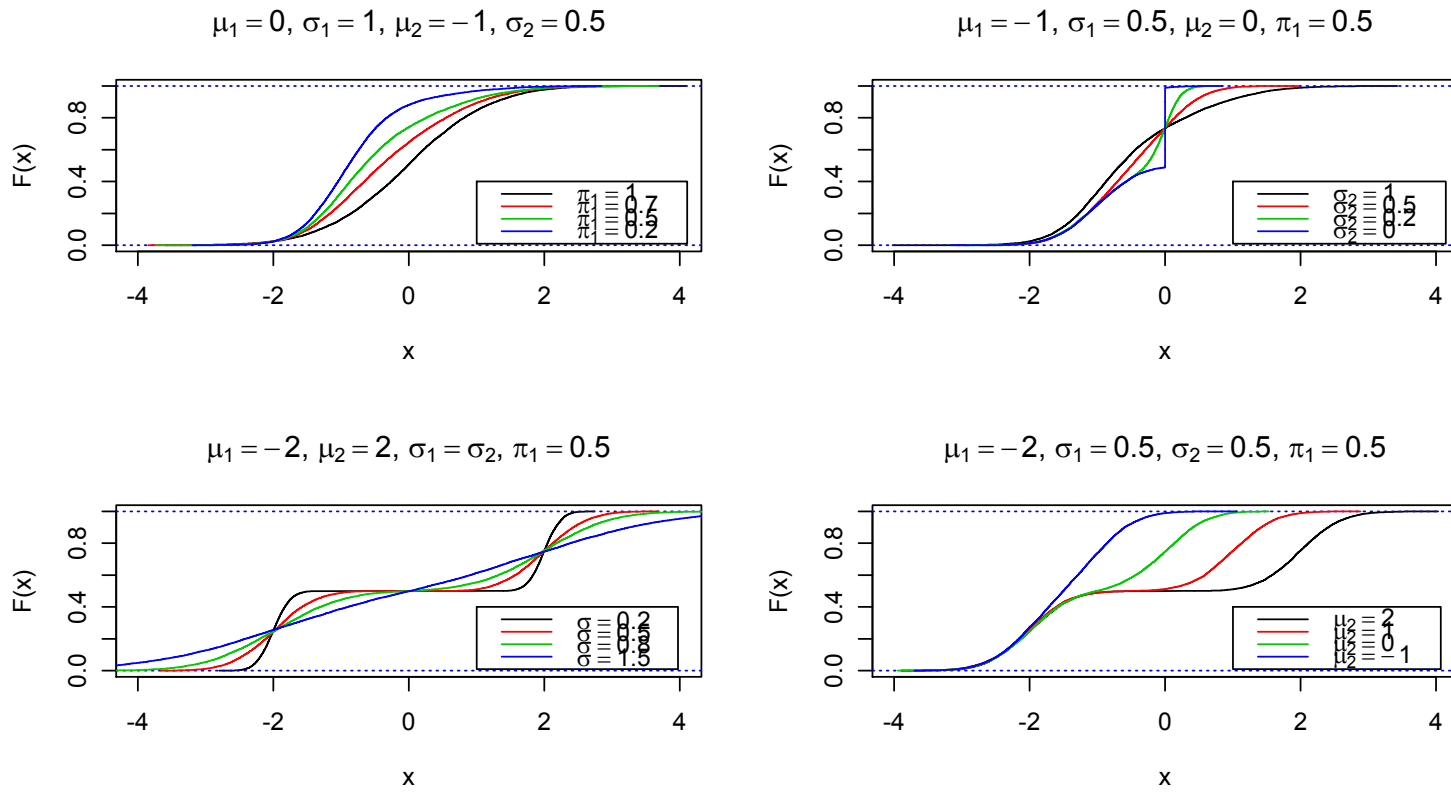 μ₁ = 0, σ₁ = 1, μ₂ = −1, σ₂ = 0.5
F(x)
0.0 0.4 0.8
π₁ = 1
π₁ = 0.7
π₁ = 0.5
π₁ = 0.2
-4 -2 0 2 4
x
μ₁ = −1, σ₁ = 0.5, μ₂ = 0, π₁ = 0.5
F(x)
0.0 0.4 0.8
σ₂ = 1
σ₂ = 0.5
σ₂ = 0.2
σ₂ = 0
-4 -2 0 2 4
x
μ₁ = −2, μ₂ = 2, σ₁ = σ₂, π₁ = 0.5
F(x)
0.0 0.4 0.8
σ = 0.2
σ = 0.5
σ = 0.8
σ = 1.5
-4 -2 0 2 4
x
μ₁ = −2, σ₁ = 0.5, σ₂ = 0.5, π₁ = 0.5
F(x)
0.0 0.4 0.8
μ₂ = 2
μ₂ = 1
μ₂ = 0
μ₂ = −1
-4 -2 0 2 4
x